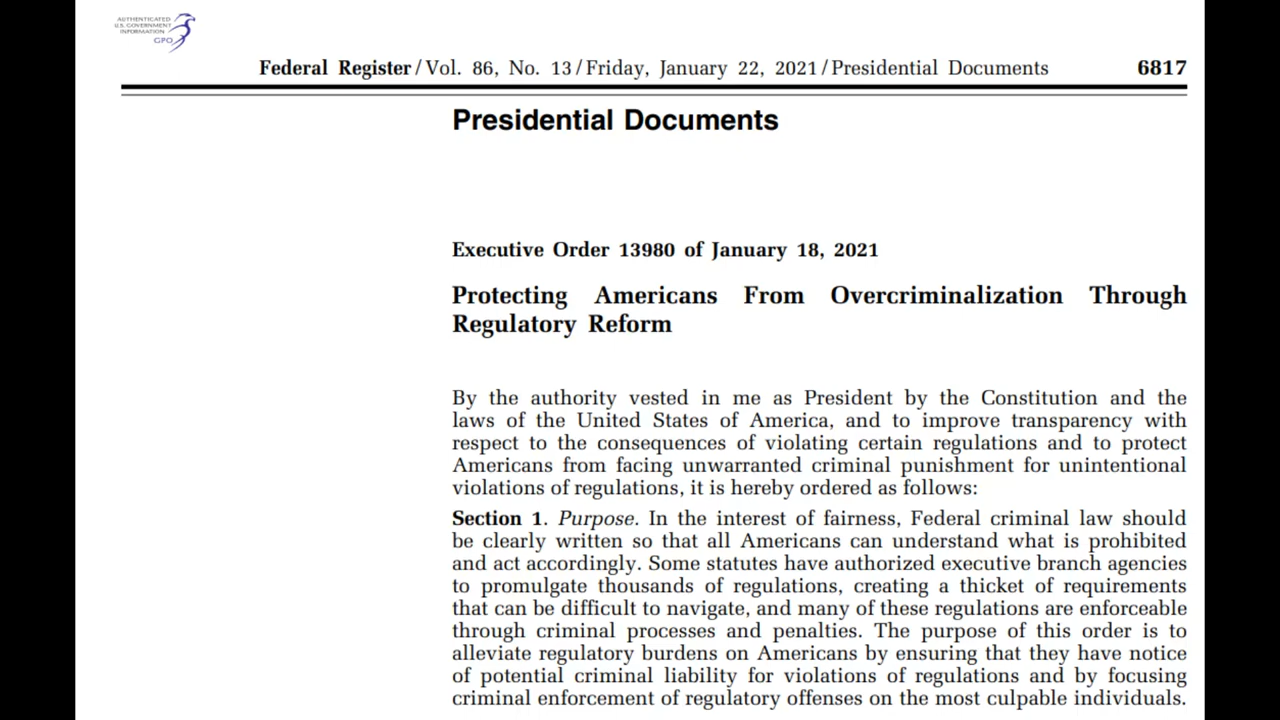 AUTHENTICATED
U.S. GOVERNMENT
INFORMATION
GPO
Federal Register / Vol. 86, No. 13 / Friday, January 22, 2021 / Presidential Documents 6817
Presidential Documents
Executive Order 13980 of January 18, 2021
Protecting Americans From Overcriminalization Through
Regulatory Reform
By the authority vested in me as President by the Constitution and the
laws of the United States of America, and to improve transparency with
respect to the consequences of violating certain regulations and to protect
Americans from facing unwarranted criminal punishment for unintentional
violations of regulations, it is hereby ordered as follows:
Section 1. Purpose. In the interest of fairness, Federal criminal law should
be clearly written so that all Americans can understand what is prohibited
and act accordingly. Some statutes have authorized executive branch agencies
to promulgate thousands of regulations, creating a thicket of requirements
that can be difficult to navigate, and many of these regulations are enforceable
through criminal processes and penalties. The purpose of this order is to
alleviate regulatory burdens on Americans by ensuring that they have notice
of potential criminal liability for violations of regulations and by focusing
criminal enforcement of regulatory offenses on the most culpable individuals.